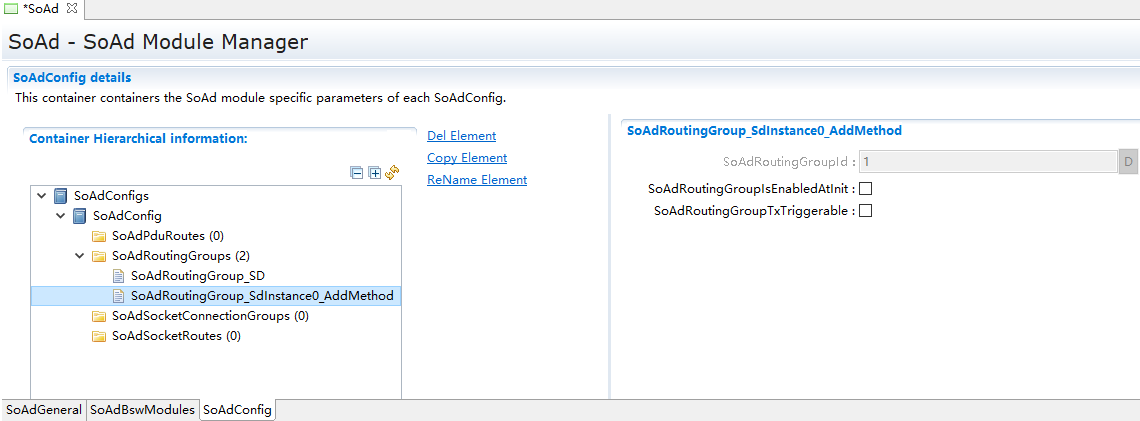 *SoAd
SoAd - SoAd Module Manager
SoAdConfig details
This container containers the SoAd module specific parameters of each SoAdConfig.
Container Hierarchical information:
Del Element
Copy Element
ReName Element
SoAdConfigs
SoAdConfig
SoAdPduRoutes (0)
SoAdRoutingGroups (2)
SoAdRoutingGroup_SD
SoAdRoutingGroup_SdInstance0_AddMethod
SoAdSocketConnectionGroups (0)
SoAdSocketRoutes (0)
SoAdRoutingGroup_SdInstance0_AddMethod
SoAdRoutingGroupId : 1 D
SoAdRoutingGroupIsEnabledAtInit :
SoAdRoutingGroupTxTriggerable :
SoAdGeneral SoAdBswModules SoAdConfig